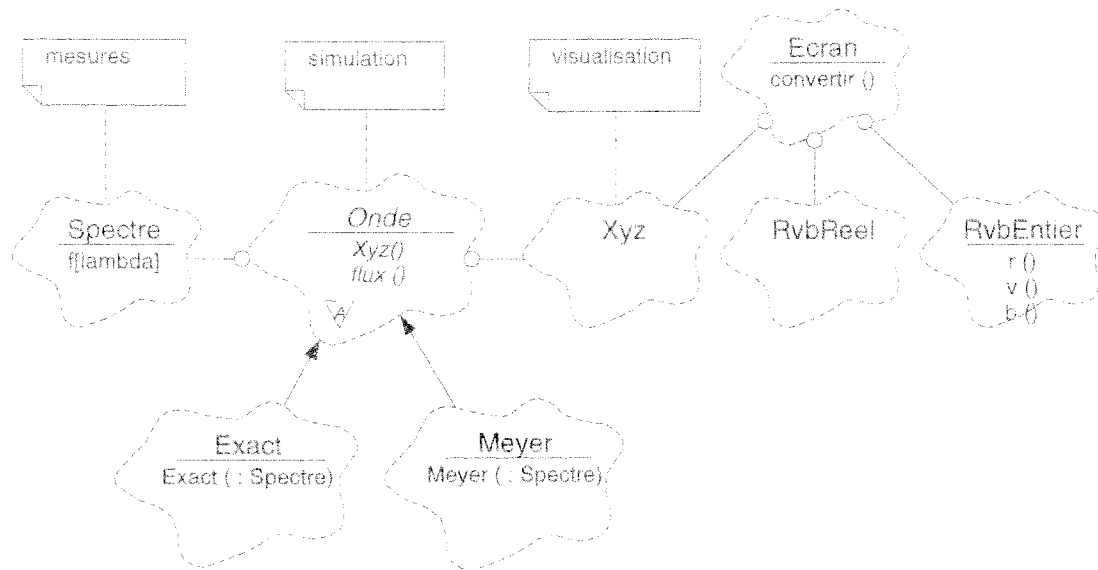 mesures
simulation
visualisation
Ecran
convertir ()
Spectre
f[lambda]
Onde
Xyz()
flux ()
A
Xyz
RvbReel
RvbEntier
r ()
v ()
b ()
Exact
Exact ( : Spectre)
Meyer
Meyer ( : Spectre)